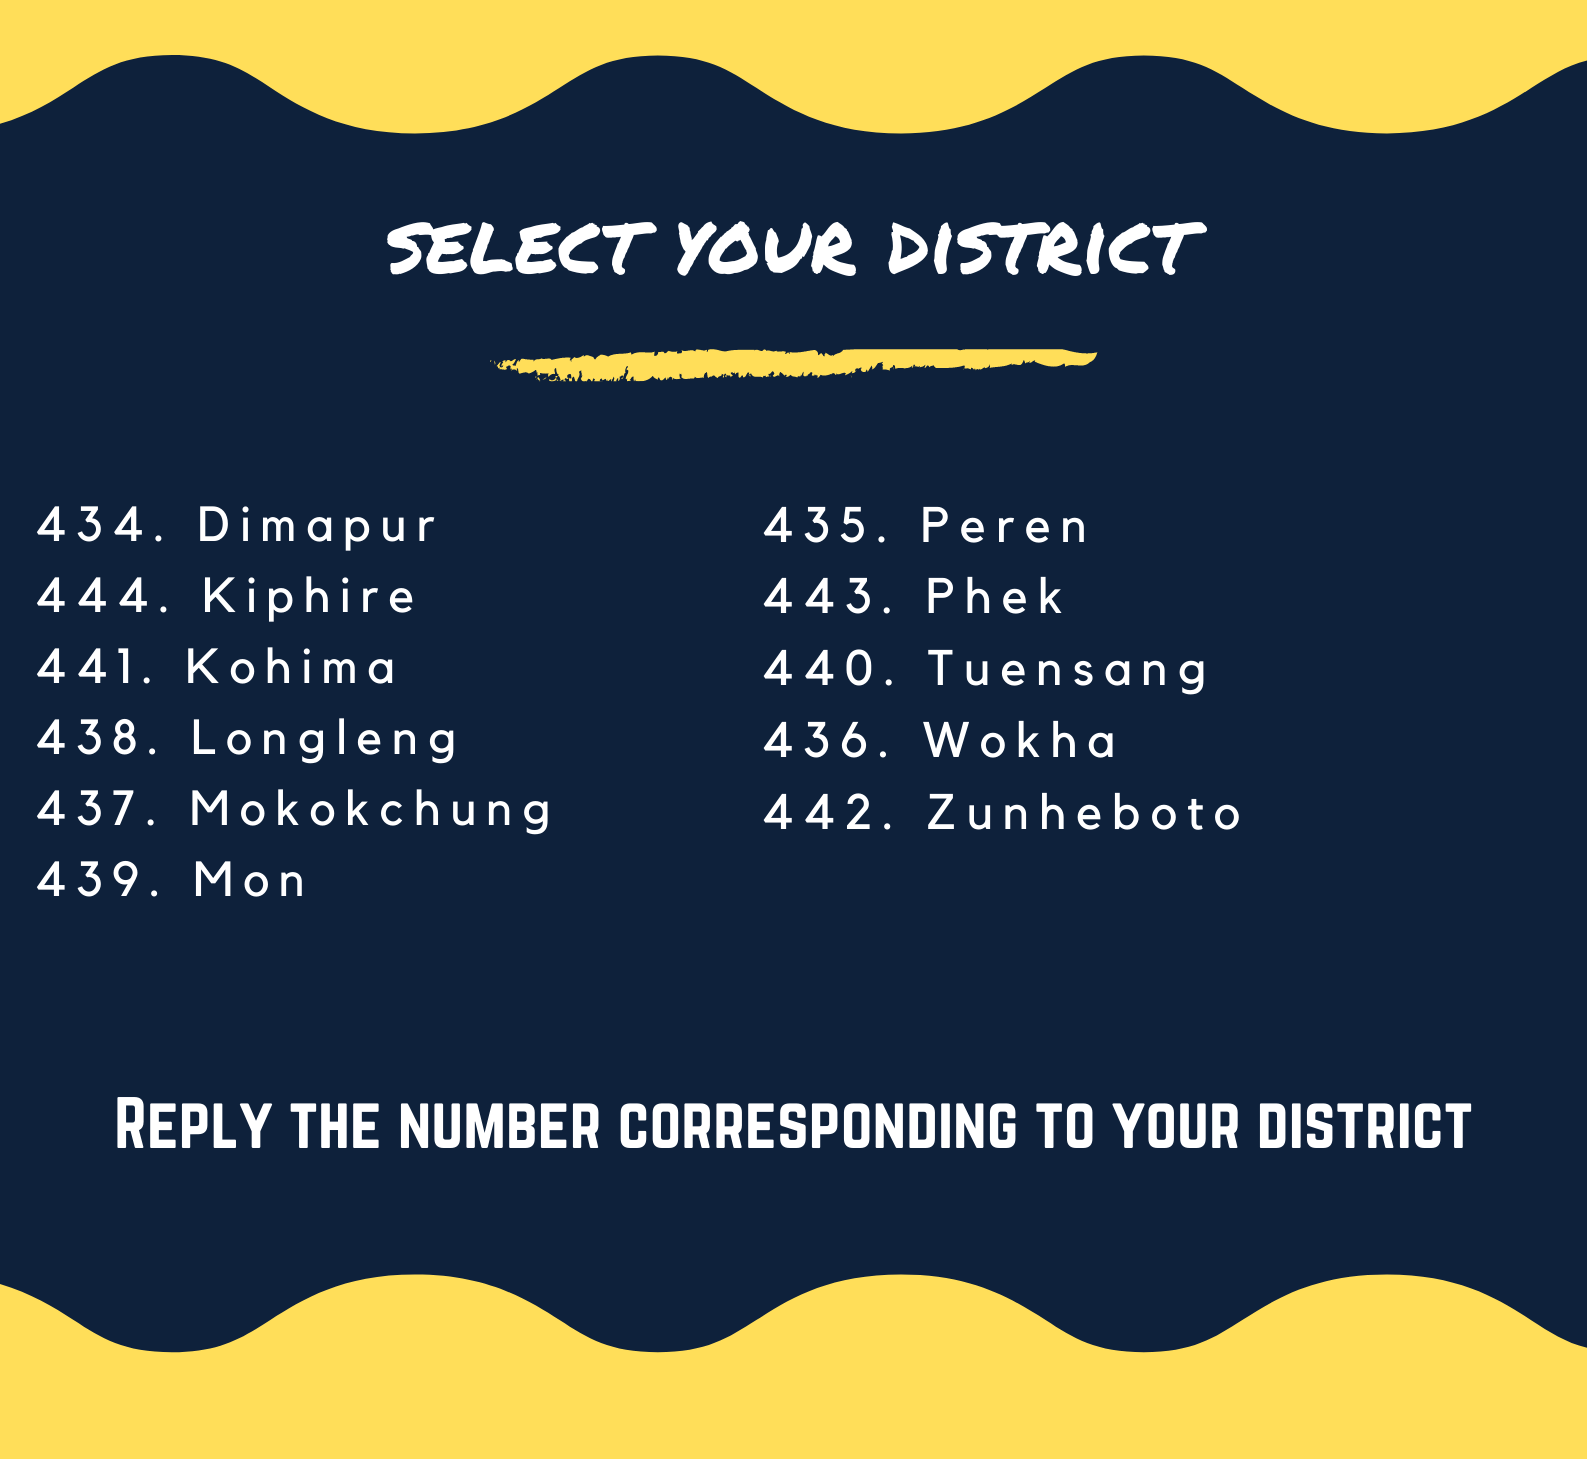 SELECT YOUR DISTRICT
434. Dimapur
444. Kiphire
441. Kohima
438. Longleng
437. Mokokchung
439. Mon
435. Peren
443. Phek
440. Tuensang
436. Wokha
442. Zunheboto
REPLY THE NUMBER CORRESPONDING TO YOUR DISTRICT